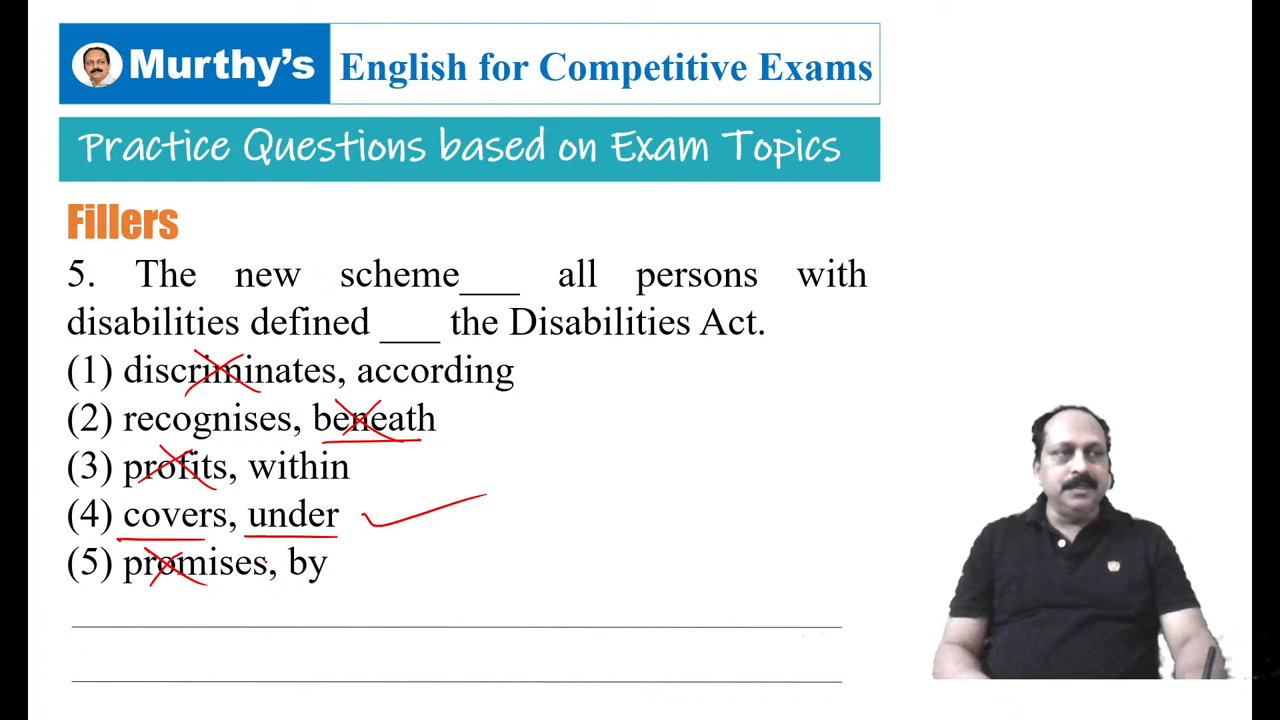 Murthy's English for Competitive Exams
Practice Questions based on Exam Topics
Fillers
5. The new scheme___ all persons with
disabilities defined ___ the Disabilities Act.
(1) discriminates, according
(2) recognises, beneath
(3) profits, within
(4) covers, under
(5) promises, by